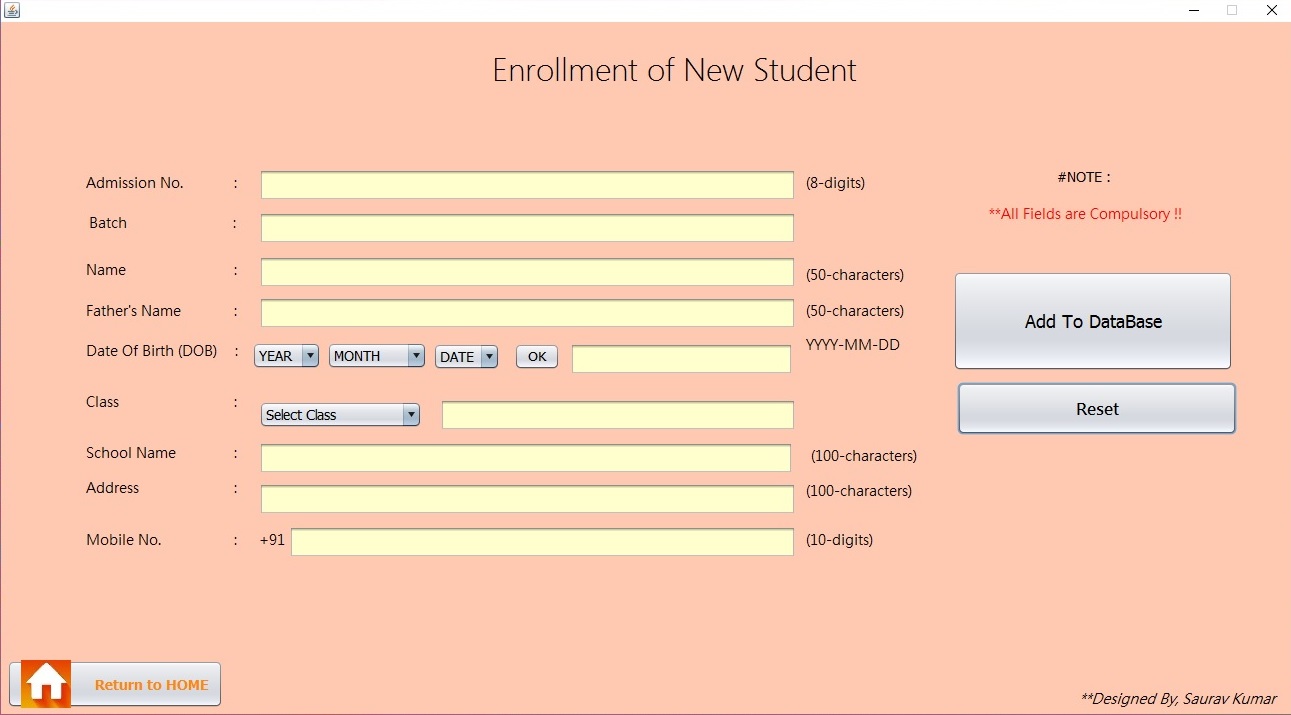 Enrollment of New Student
Admission No. : (8-digits)
#NOTE :
Batch :
**All Fields are Compulsory !!
Name : (50-characters)
Father's Name : (50-characters)
Add To DataBase
Date Of Birth (DOB) : YEAR MONTH DATE OK YYYY-MM-DD
Class : Select Class
Reset
School Name : (100-characters)
Address : (100-characters)
Mobile No. : +91 (10-digits)
Return to HOME
**Designed By, Saurav Kumar